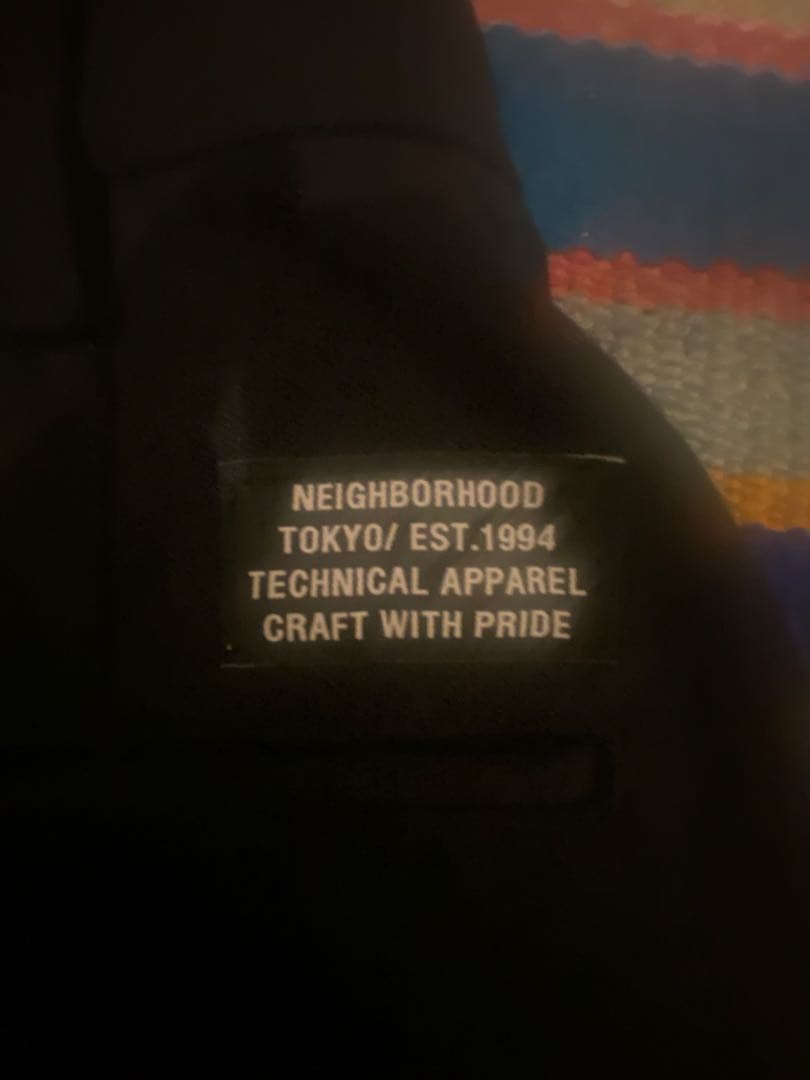 NEIGHBORHOOD
TOKYO/ EST.1994
TECHNICAL APPAREL
CRAFT WITH PRIDE